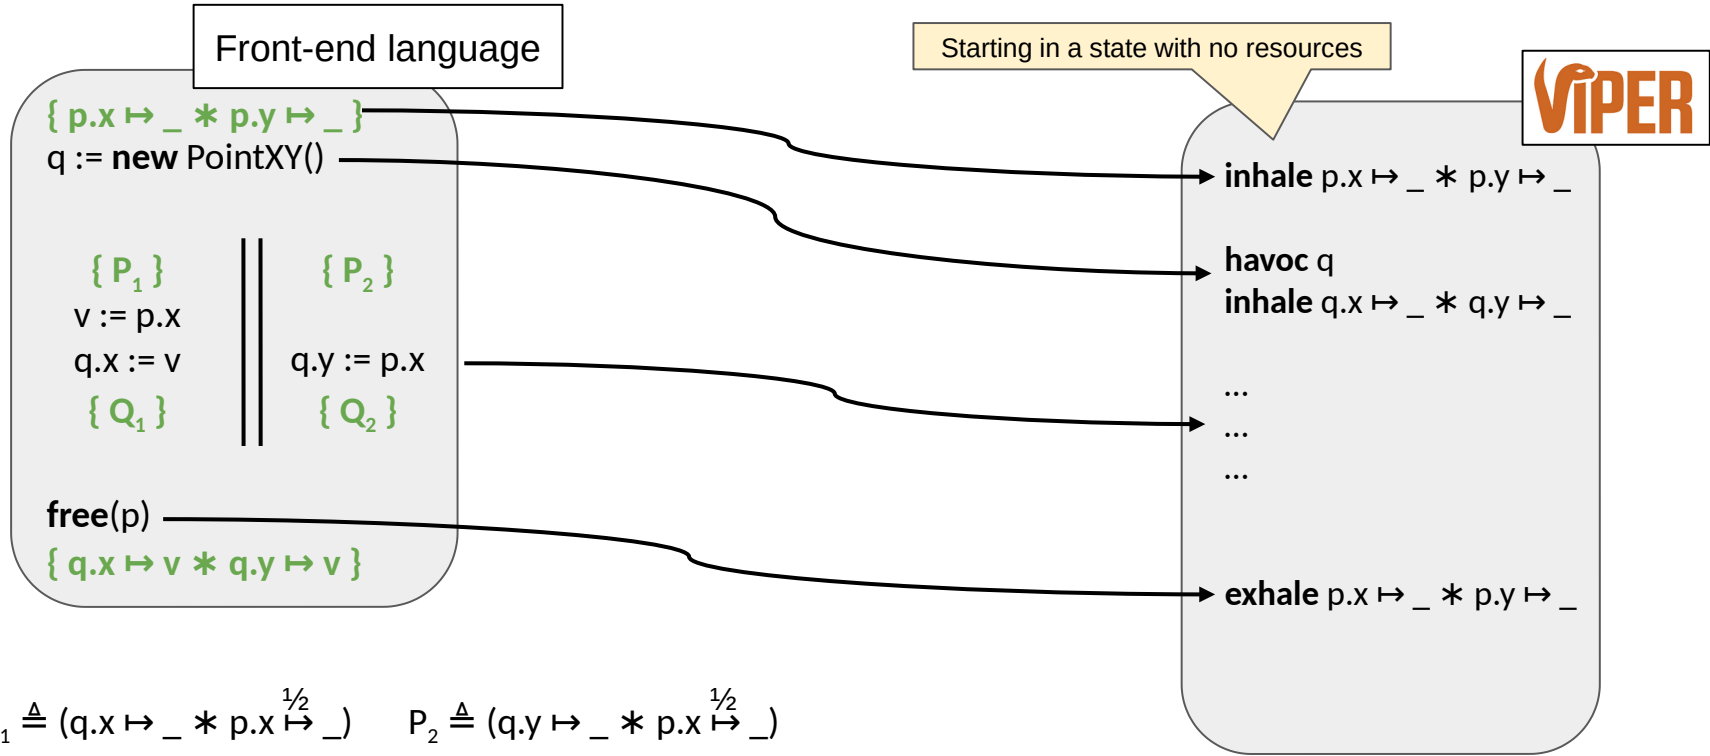 Front-end language
{ p.x ↦ _ ∗ p.y ↦ _ }
q := new PointXY()
{ P₁ }
v := p.x
q.x := v
{ Q₁ }
{ P₂ }
q.y := p.x
{ Q₂ }
free(p)
{ q.x ↦ v ∗ q.y ↦ v }
Starting in a state with no resources
VIPER
inhale p.x ↦ _ ∗ p.y ↦ _
havoc q
inhale q.x ↦ _ ∗ q.y ↦ _
...
...
...
exhale p.x ↦ _ ∗ p.y ↦ _
₁ ≜ (q.x ↦ _ ∗ p.x ½↦ _) P₂ ≜ (q.y ↦ _ ∗ p.x ½↦ _)